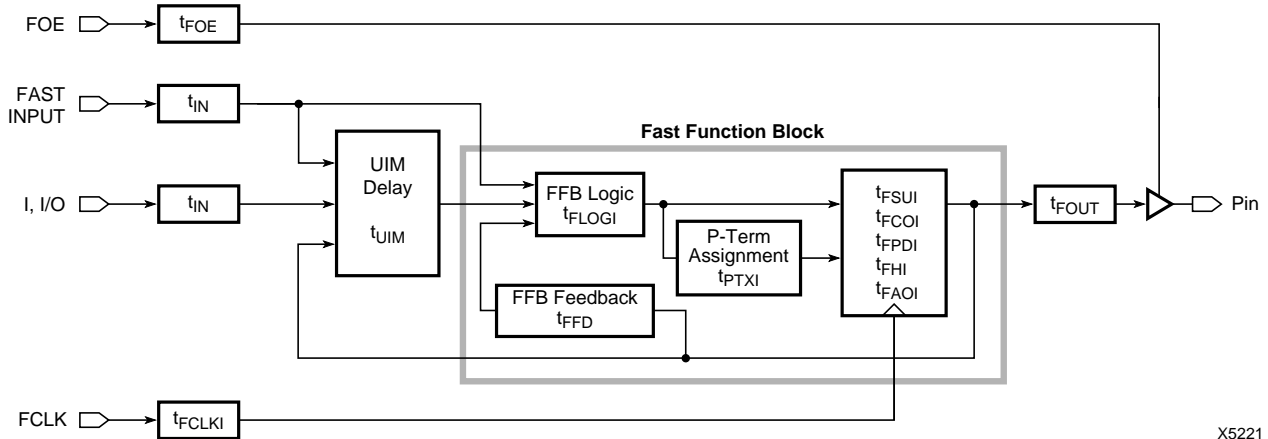 FOE
tFOE
FAST
INPUT
tIN
Fast Function Block
UIM
Delay
tUIM
I, I/O
tIN
FFB Logic
tFLOGI
P-Term
Assignment
tPTXI
FFB Feedback
tFFD
tFSUI
tFCOI
tFPDI
tFHI
tFAOI
tFOUT
Pin
FCLK
tFCLKI
X5221